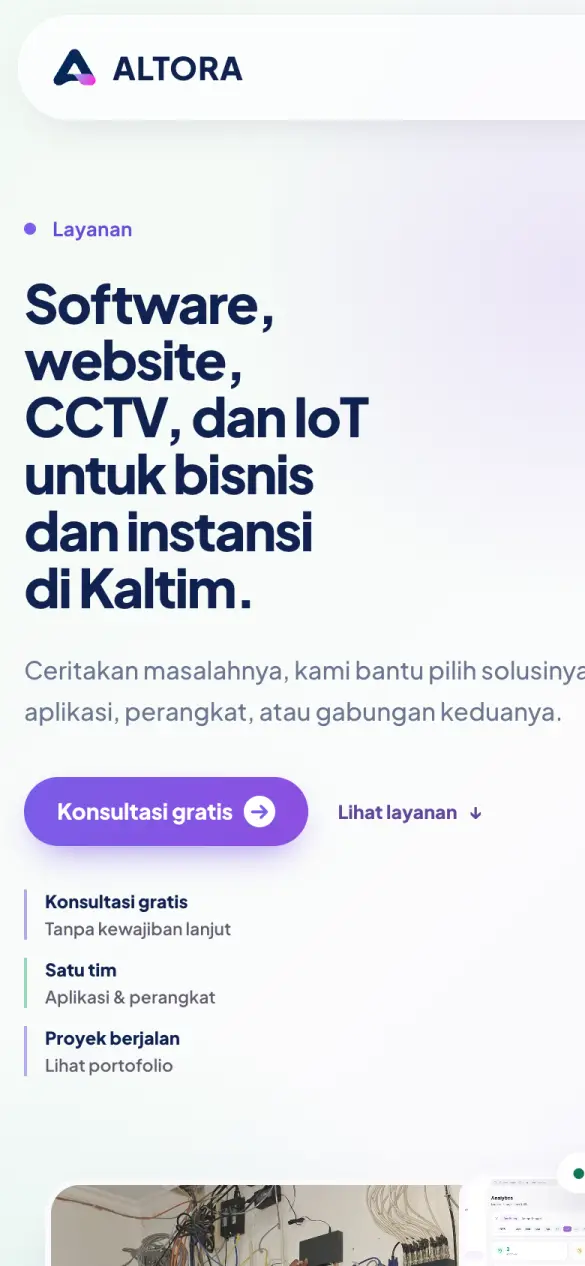 ALTORA
Layanan
Software,
website,
CCTV, dan IoT
untuk bisnis
dan instansi
di Kaltim.
Ceritakan masalahnya, kami bantu pilih solusinya
aplikasi, perangkat, atau gabungan keduanya.
Konsultasi gratis
Lihat layanan ↓
Konsultasi gratis
Tanpa kewajiban lanjut
Satu tim
Aplikasi & perangkat
Proyek berjalan
Lihat portofolio
Analytics